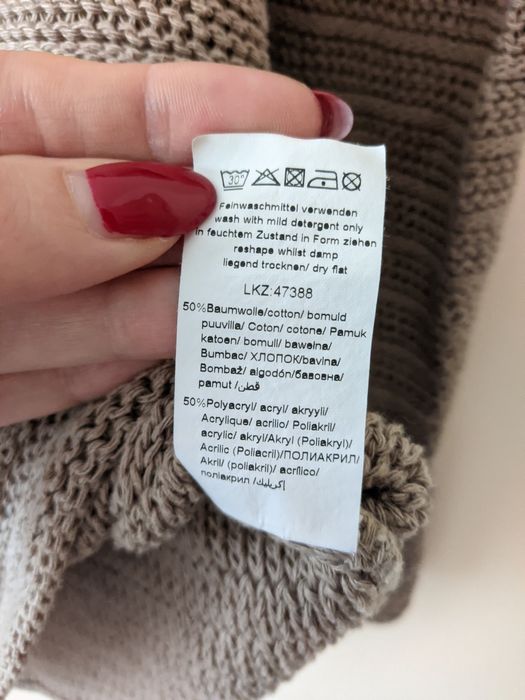 30°
Feinwaschmittel verwenden
wash with mild detergent only
in feuchtem Zustand in Form ziehen
reshape whilst damp
liegend trocknen/ dry flat
LKZ:47388
50%Baumwolle/cotton/ bomuld
puuvilla/ Coton/ cotone/ Pamuk
katoen/ bomull/ bawełna/
Bumbac/ ХЛОПОК/bavlna/
Bombaž/ algodón/бавовна/
pamut /قطن/
50%Polyacryl/ acryl/ akryyli/
Acrylique/ acrilio/ Poliakril/
acrylic/ akryl/Akryl (Poliakryl)/
Acrilic (Poliacril)/ПОЛИАКРИЛ/
Akril/ (poliakril)/ acrílico/
поліакрил /إكريليك/